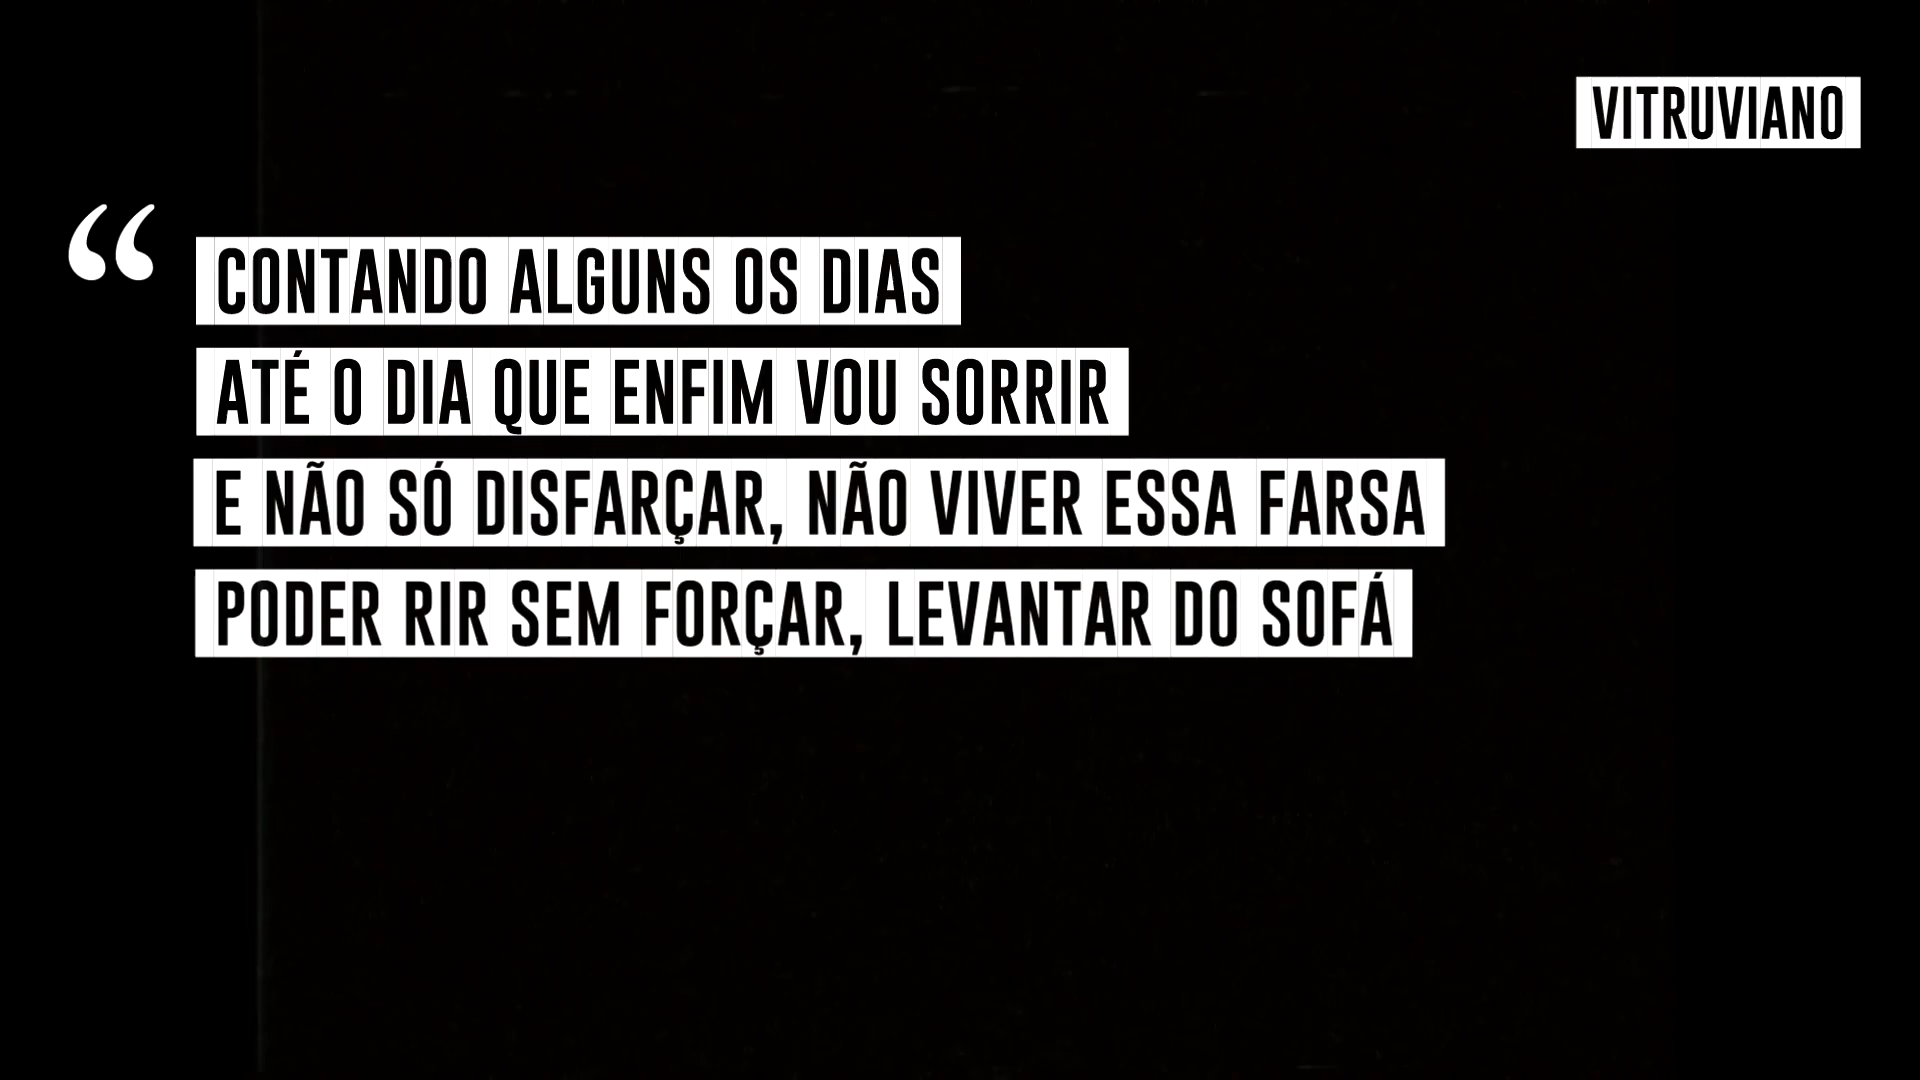 VITRUVIANO
“ CONTANDO ALGUNS OS DIAS
ATÉ O DIA QUE ENFIM VOU SORRIR
E NÃO SÓ DISFARÇAR, NÃO VIVER ESSA FARSA
PODER RIR SEM FORÇAR, LEVANTAR DO SOFÁ